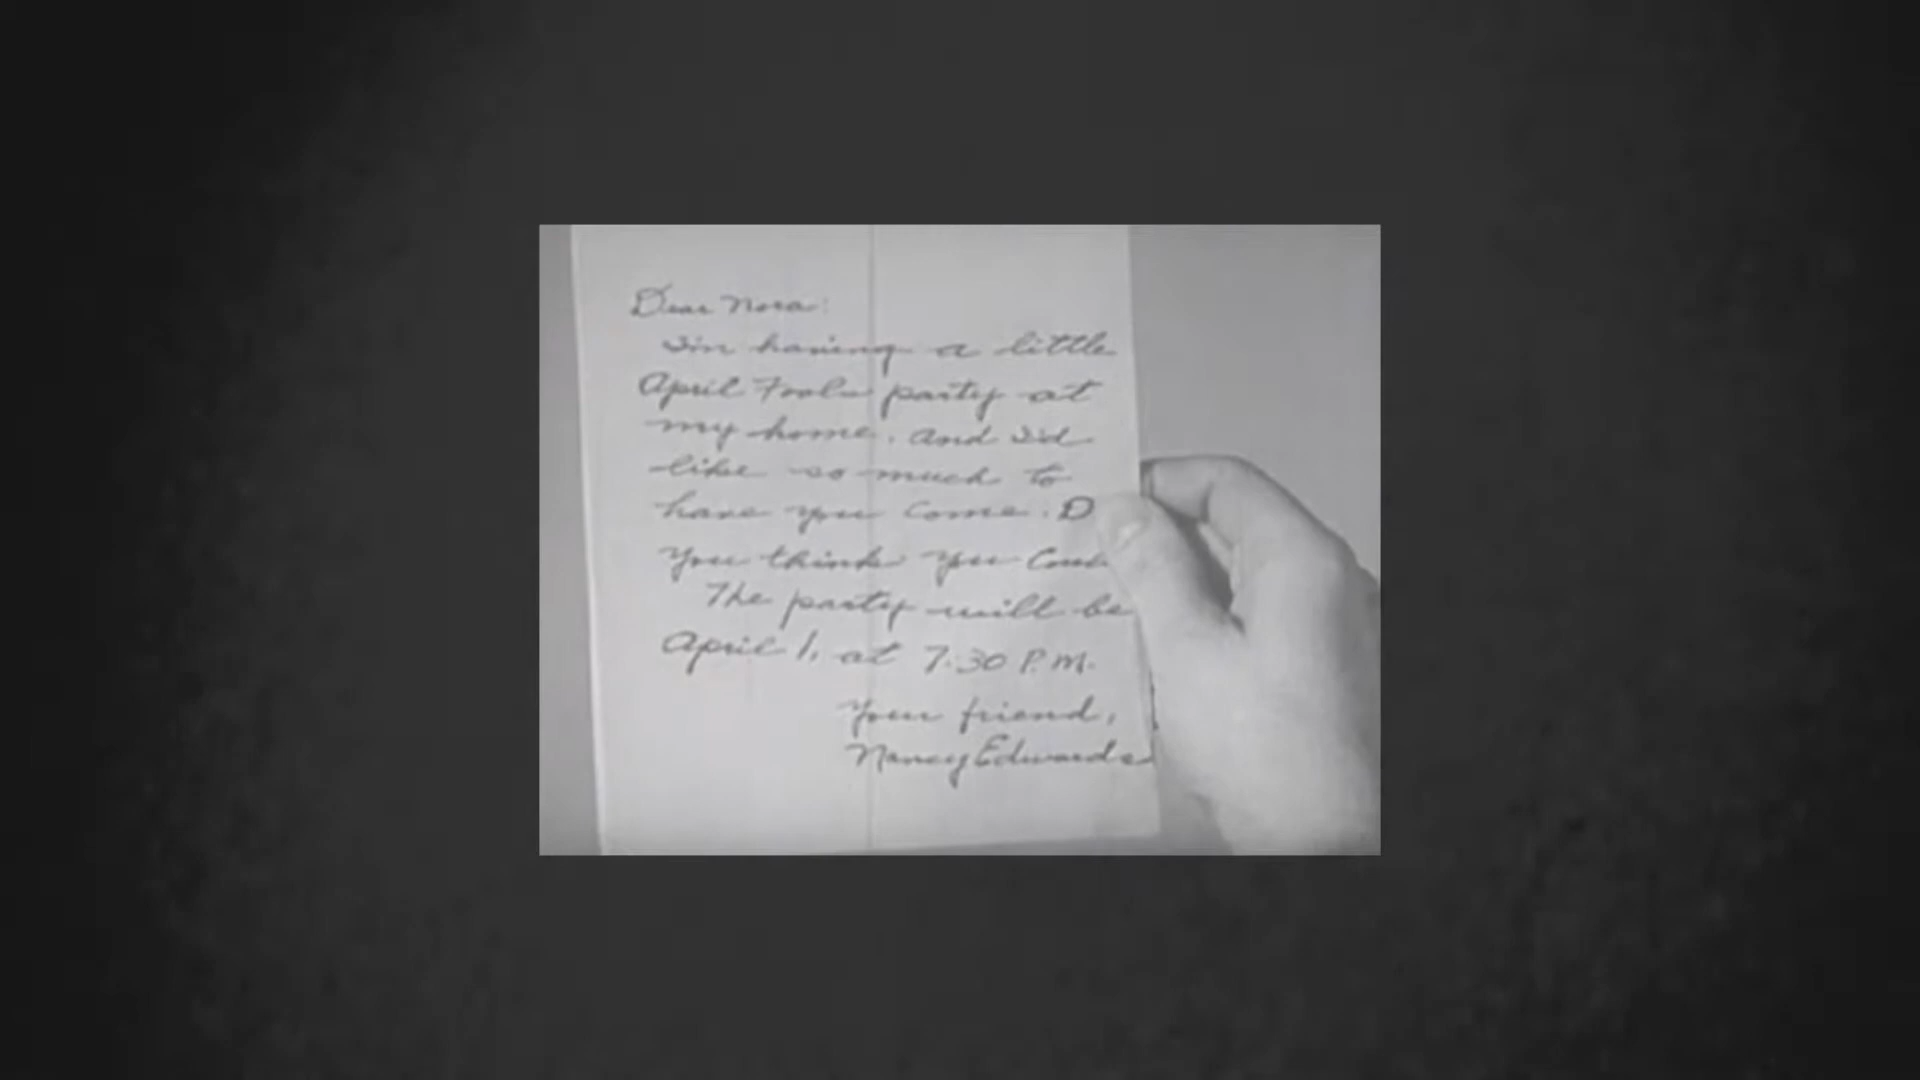 Dear Nora:
I'm having a little
April Fools party at
my home. And I'd
like so much to
have you come. D
you think you Coul
The party will be
April 1, at 7:30 P.M.
Your friend,
Nancy Edwards